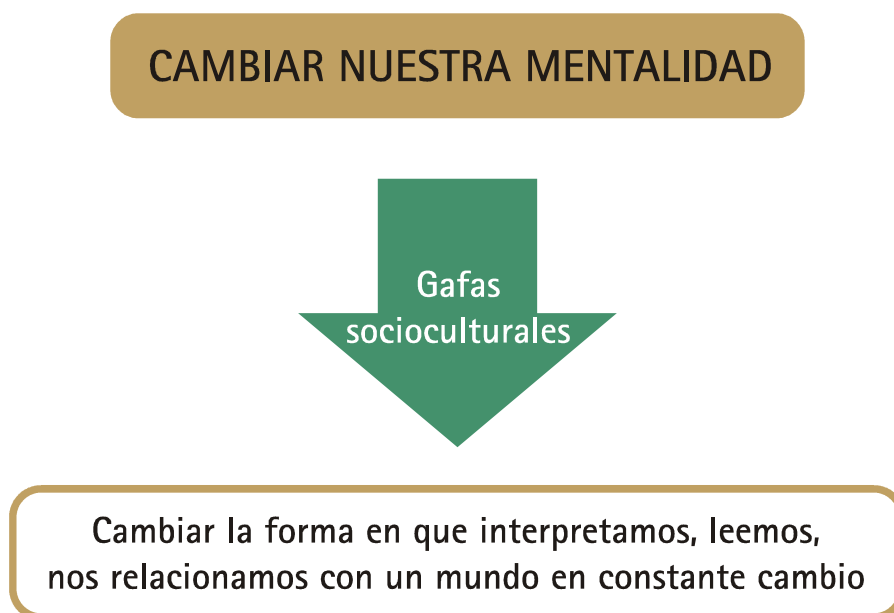 CAMBIAR NUESTRA MENTALIDAD
Gafas
socioculturales
Cambiar la forma en que interpretamos, leemos,
nos relacionamos con un mundo en constante cambio